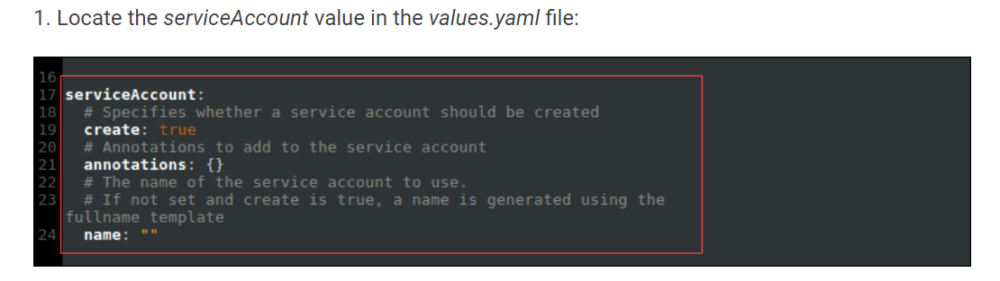 1. Locate the serviceAccount value in the values.yaml file:
16
17 serviceAccount:
18   # Specifies whether a service account should be created
19   create: true
20   # Annotations to add to the service account
21   annotations: {}
22   # The name of the service account to use.
23   # If not set and create is true, a name is generated using the
fullname template
24   name: ""